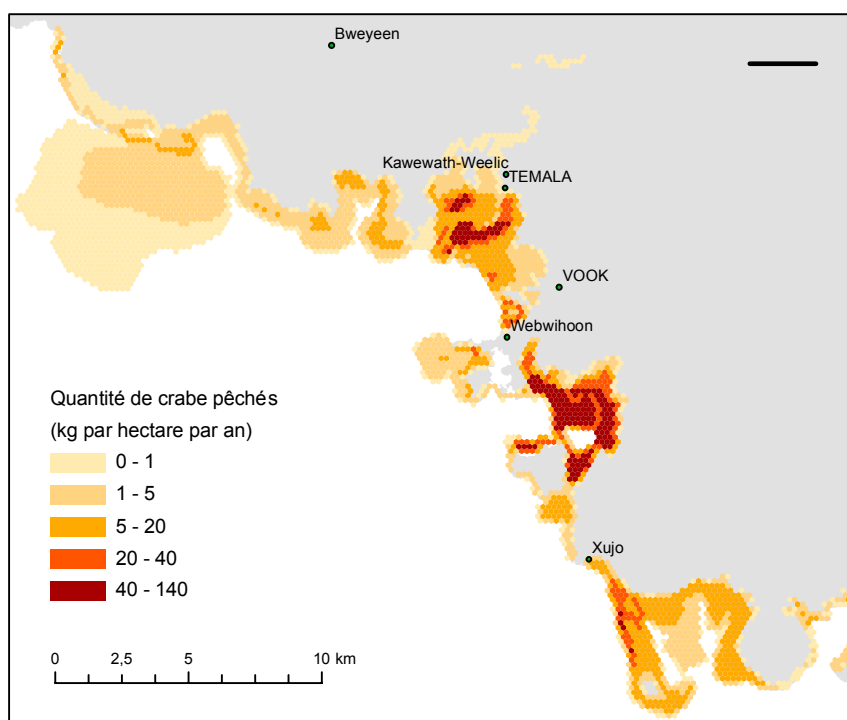 Bweyeen
Kawewath-Weelic
TEMALA
VOOK
Webwihoon
Quantité de crabe pêchés
(kg par hectare par an)
0 - 1
1 - 5
5 - 20
20 - 40
40 - 140
Xujo
0 2,5 5 10 km